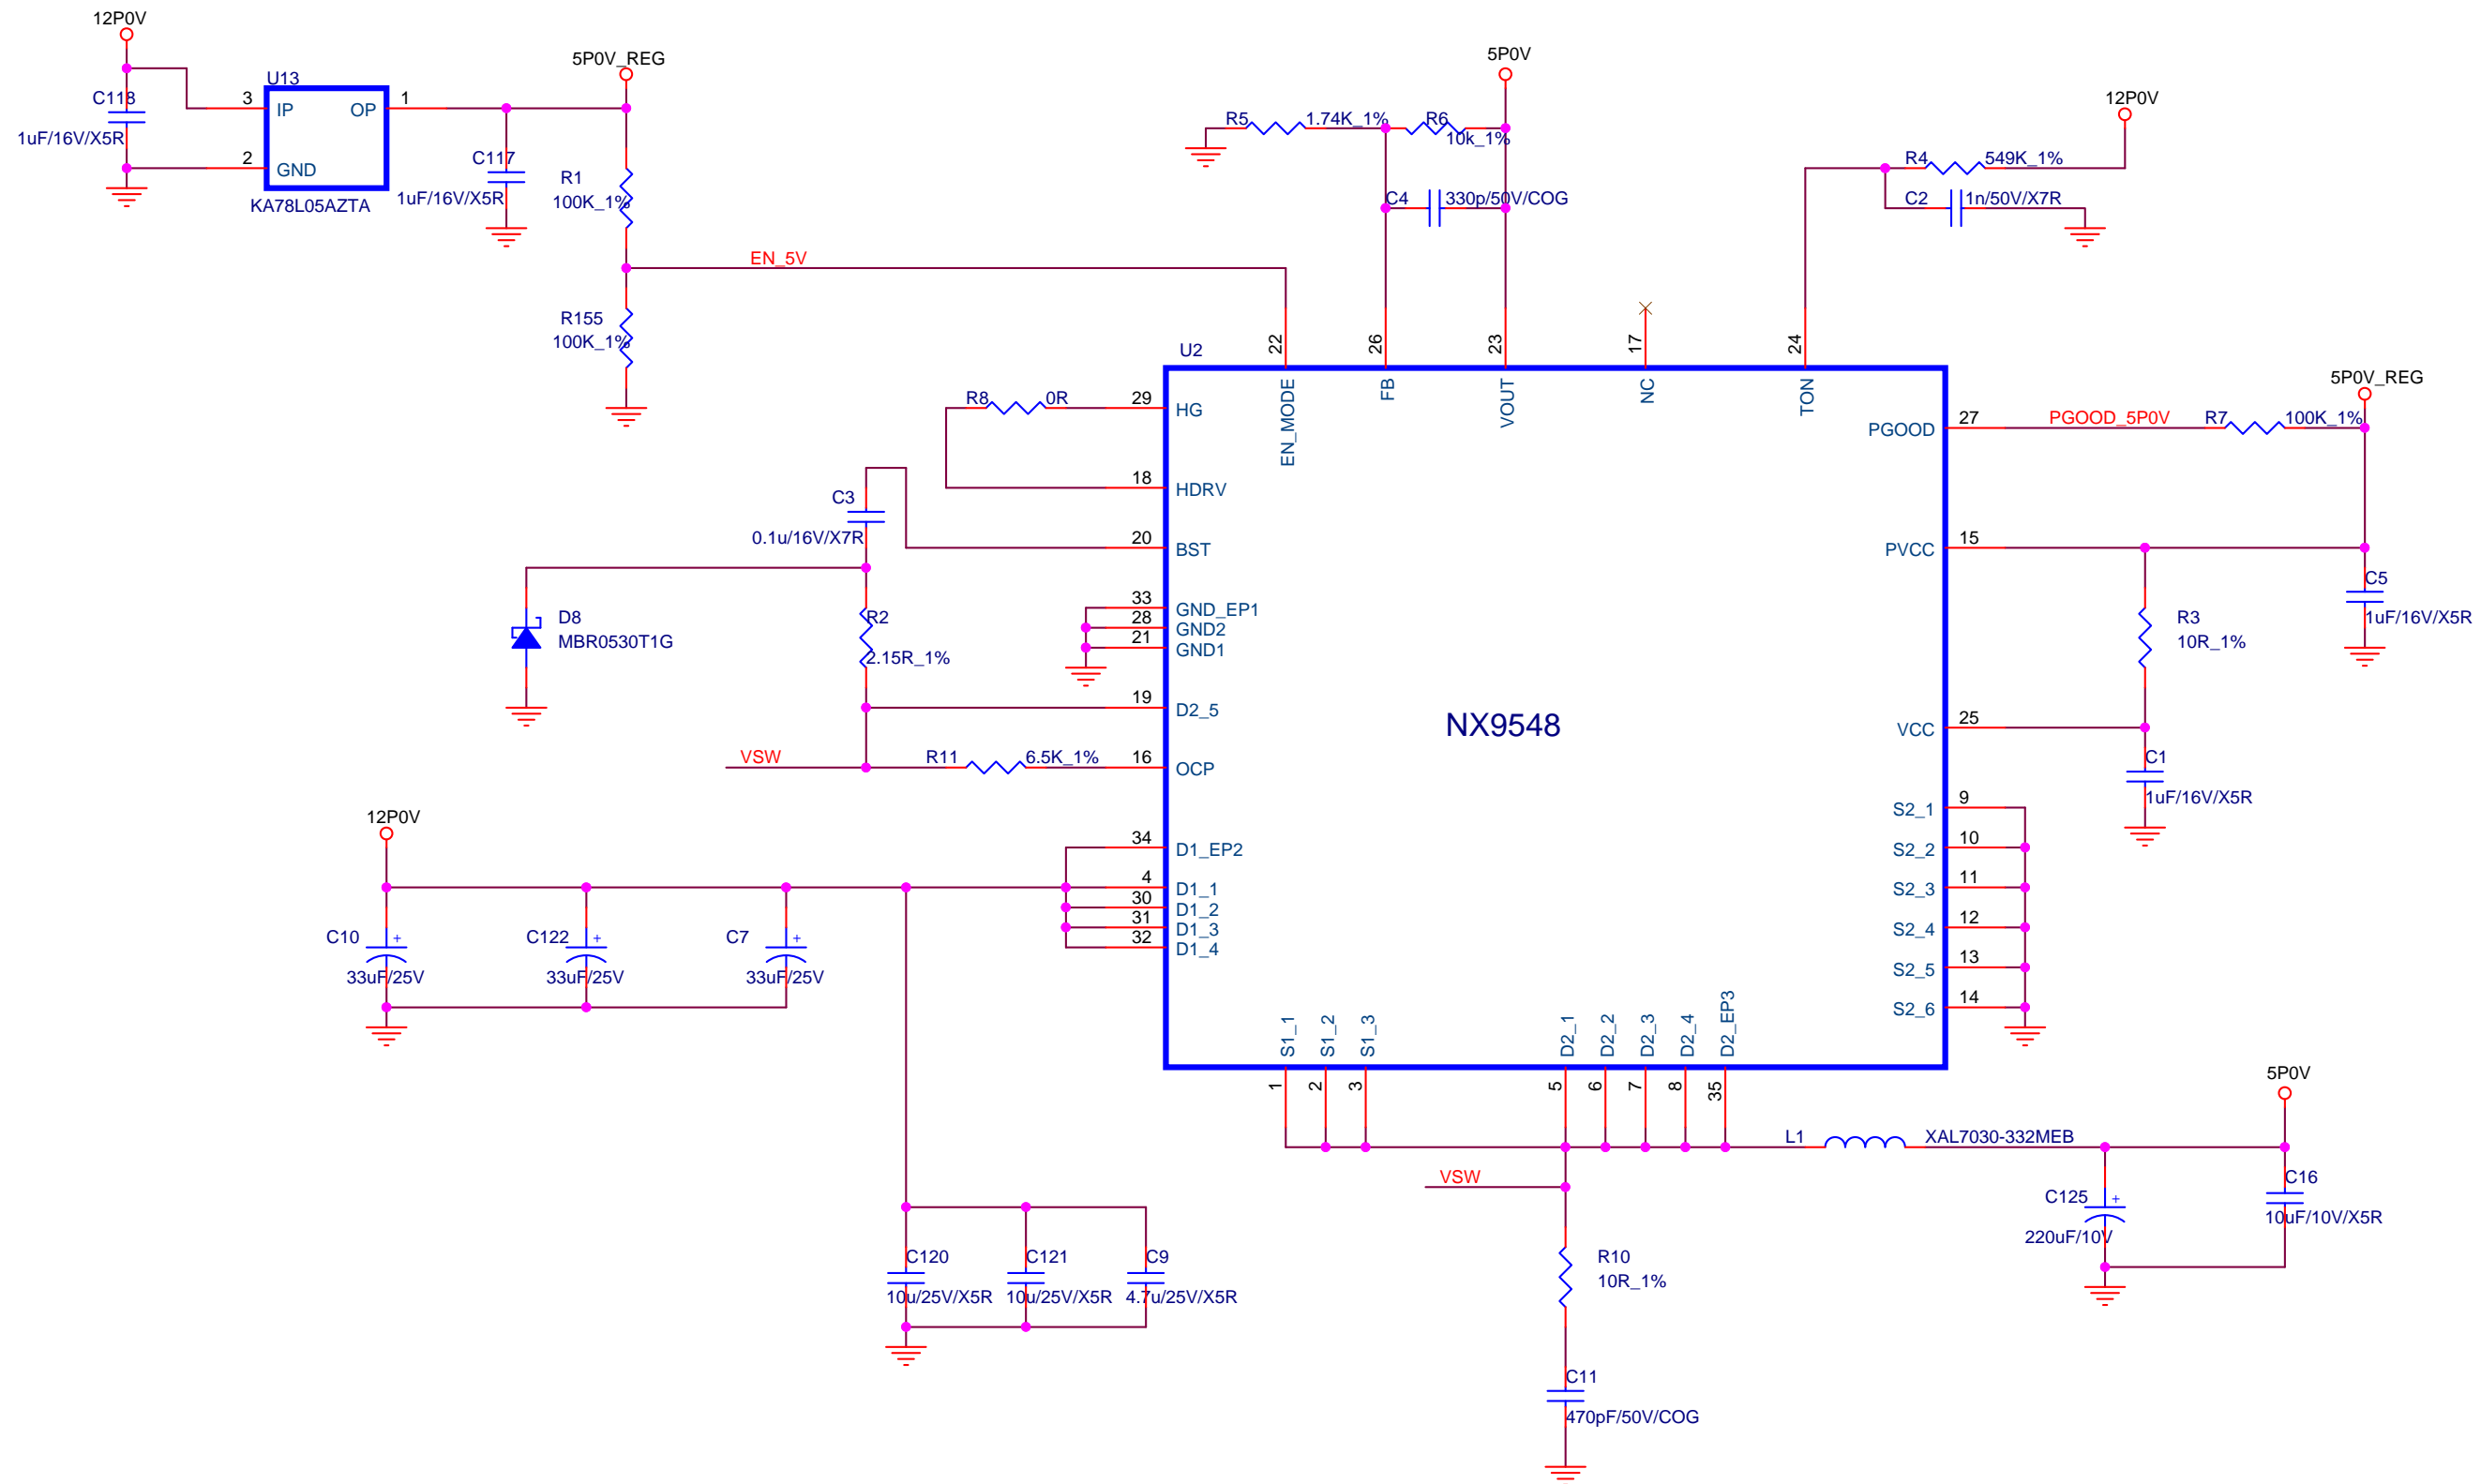 12P0V
C118
1uF/16V/X5R
U13
3
IP
OP
1
2
GND
KA78L05AZTA
5P0V_REG
C117
1uF/16V/X5R
R1
100K_1%
EN_5V
R155
100K_1%
5P0V
R5
1.74K_1%
R6
10k_1%
C4
330p/50V/COG
12P0V
R4
549K_1%
C2
1n/50V/X7R
U2
22
26
23
17
24
EN_MODE
FB
VOUT
NC
TON
NX9548
R8
0R
29
HG
18
HDRV
C3
0.1u/16V/X7R
20
BST
D8
MBR0530T1G
R2
2.15R_1%
33
GND_EP1
28
GND2
21
GND1
19
D2_5
VSW
R11
6.5K_1%
16
OCP
12P0V
34
D1_EP2
4
D1_1
30
D1_2
31
D1_3
32
D1_4
C10
+
33uF/25V
C122
+
33uF/25V
C7
+
33uF/25V
C120
10u/25V/X5R
C121
10u/25V/X5R
C9
4.7u/25V/X5R
5P0V_REG
PGOOD
27
PGOOD_5P0V
R7
100K_1%
PVCC
15
C5
1uF/16V/X5R
R3
10R_1%
VCC
25
C1
1uF/16V/X5R
S2_1
9
S2_2
10
S2_3
11
S2_4
12
S2_5
13
S2_6
14
S1_1
S1_2
S1_3
D2_1
D2_2
D2_3
D2_4
D2_EP3
1
2
3
5
6
7
8
35
VSW
L1
XAL7030-332MEB
5P0V
C125
+
220uF/10V
C16
10uF/10V/X5R
R10
10R_1%
C11
470pF/50V/COG